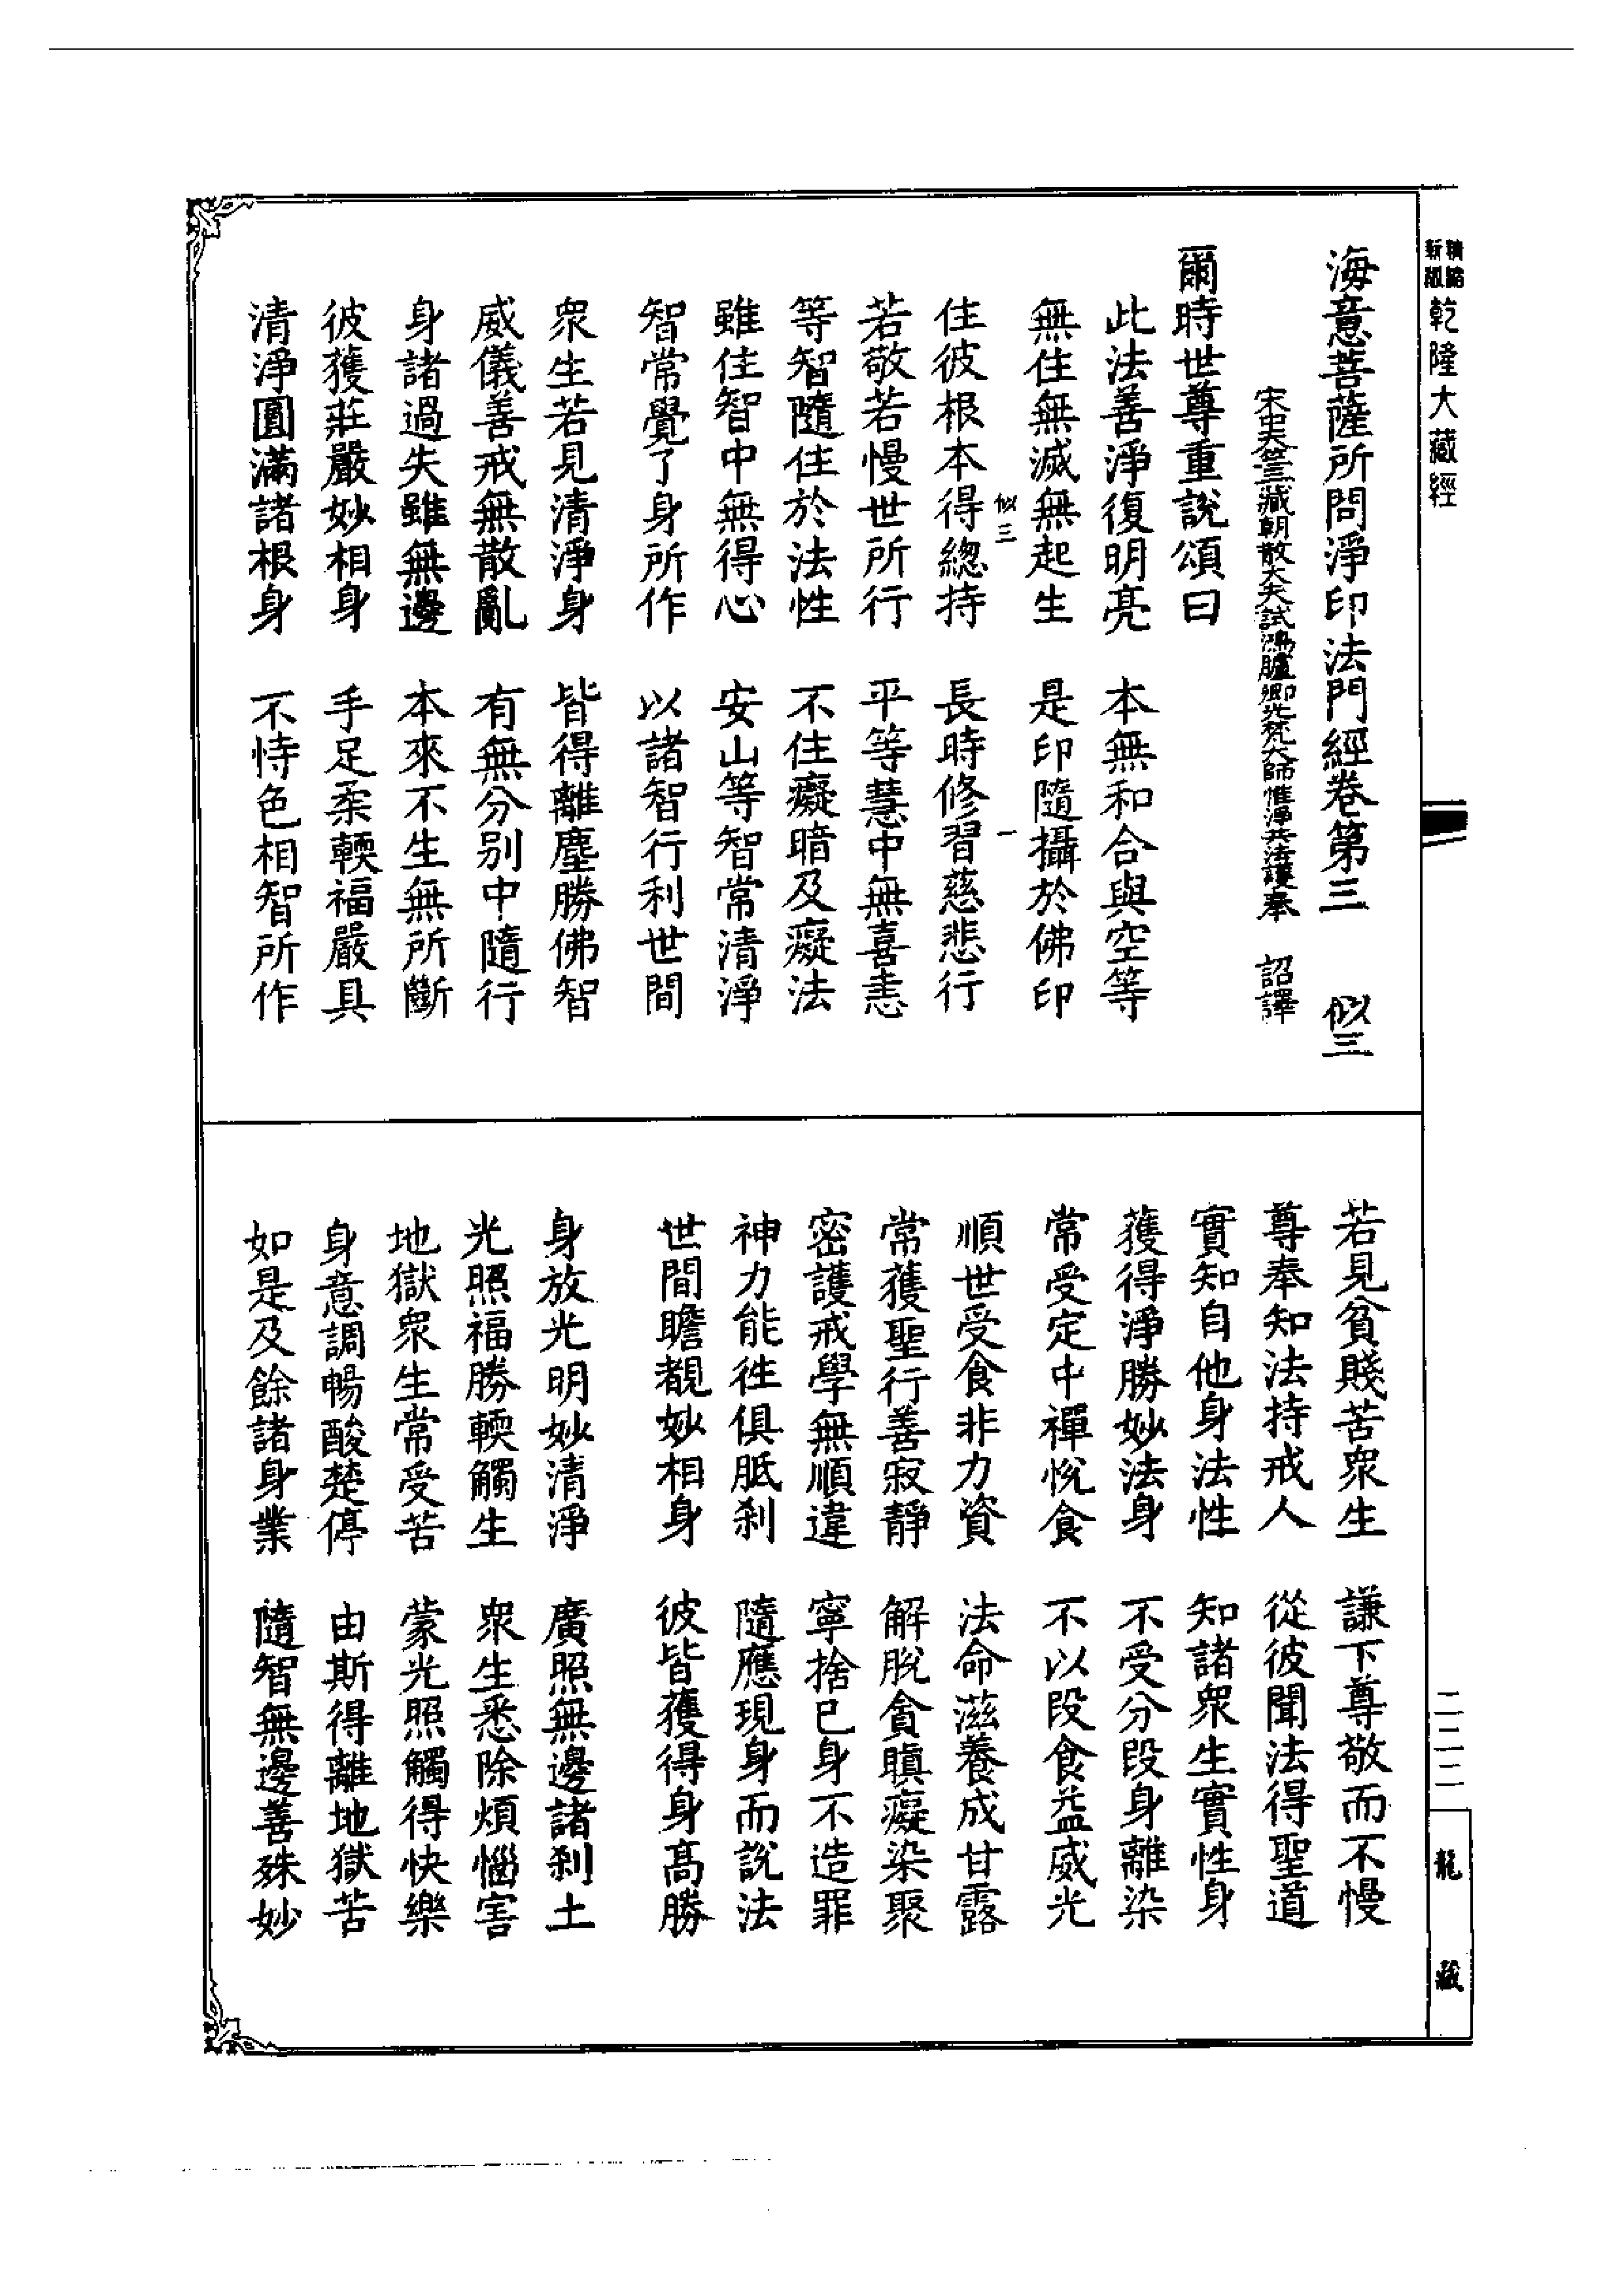 新版精縮
乾隆大藏經
海意菩薩所問淨印法門經卷第三 似三
宋中天竺三藏朝散大夫試鴻臚卿光梵大師惟淨共法護奉 詔譯
爾時世尊重說頌曰
此法善淨復明亮 本無和合與空等
無住無滅無起生 是印隨攝於佛印
似三 一
住彼根本得總持 長時修習慈悲行
若敬若慢世所行 平等慧中無喜恚
等智隨住於法性 不住癡暗及癡法
雖住智中無得心 安山等智常清淨
智常覺了身所作 以諸智行利世間
眾生若見清淨身 皆得離塵勝佛智
威儀善戒無散亂 有無分別中隨行
身諸過失雖無邊 本來不生無所斷
彼獲莊嚴妙相身 手足柔輭福嚴具
清淨圓滿諸根身 不恃色相智所作
若見貧賤苦眾生 謙下尊敬而不慢
尊奉知法持戒人 從彼聞法得聖道
實知自他身法性 知諸眾生實性身
獲得淨勝妙法身 不受分段身離染
常受定中禪悅食 不以段食益威光
順世受食非力資 法命滋養成甘露
常獲聖行善寂靜 解脫貪瞋癡染聚
密護戒學無順違 寧捨已身不造罪
神力能徃俱胝刹 隨應現身而說法
世間瞻覩妙相身 彼皆獲得身高勝
身放光明妙清淨 廣照無邊諸刹土
光照福勝輭觸生 眾生悉除煩惱害
地獄眾生常受苦 蒙光照觸得快樂
身意調暢酸楚停 由斯得離地獄苦
如是及餘諸身業 隨智無邊善殊妙
二二二
龍藏